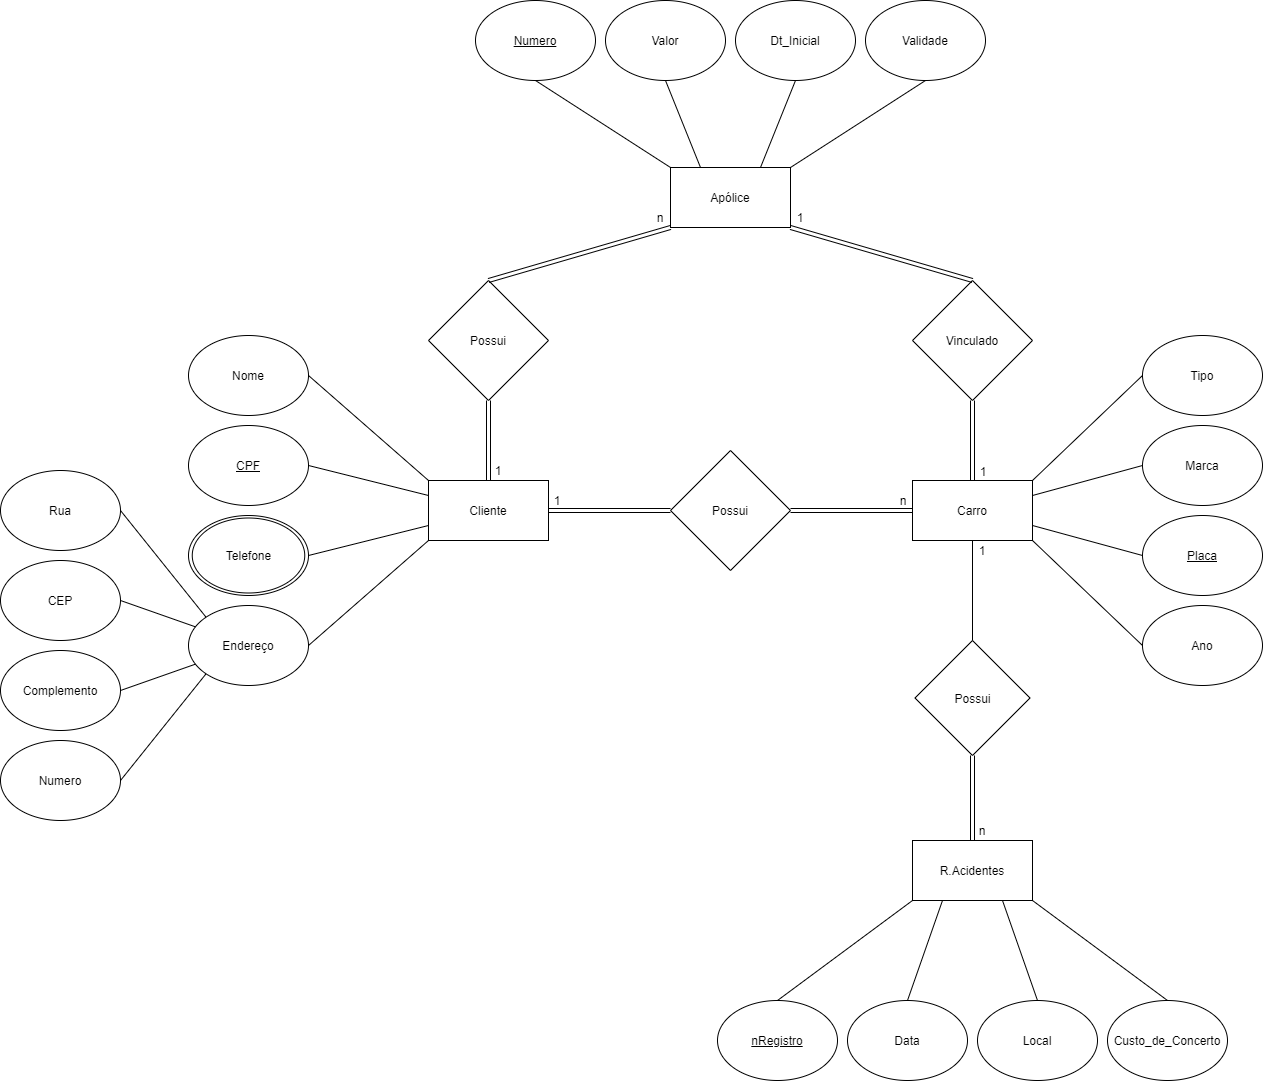 Numero
Valor
Dt_Inicial
Validade
Apólice
n
1
Possui
Vinculado
Nome
Tipo
CPF
Marca
1
1
Rua
1
n
Cliente
Possui
Carro
Telefone
1
Placa
CEP
Endereço
Ano
Complemento
Possui
Numero
n
R.Acidentes
nRegistro
Data
Local
Custo_de_Concerto